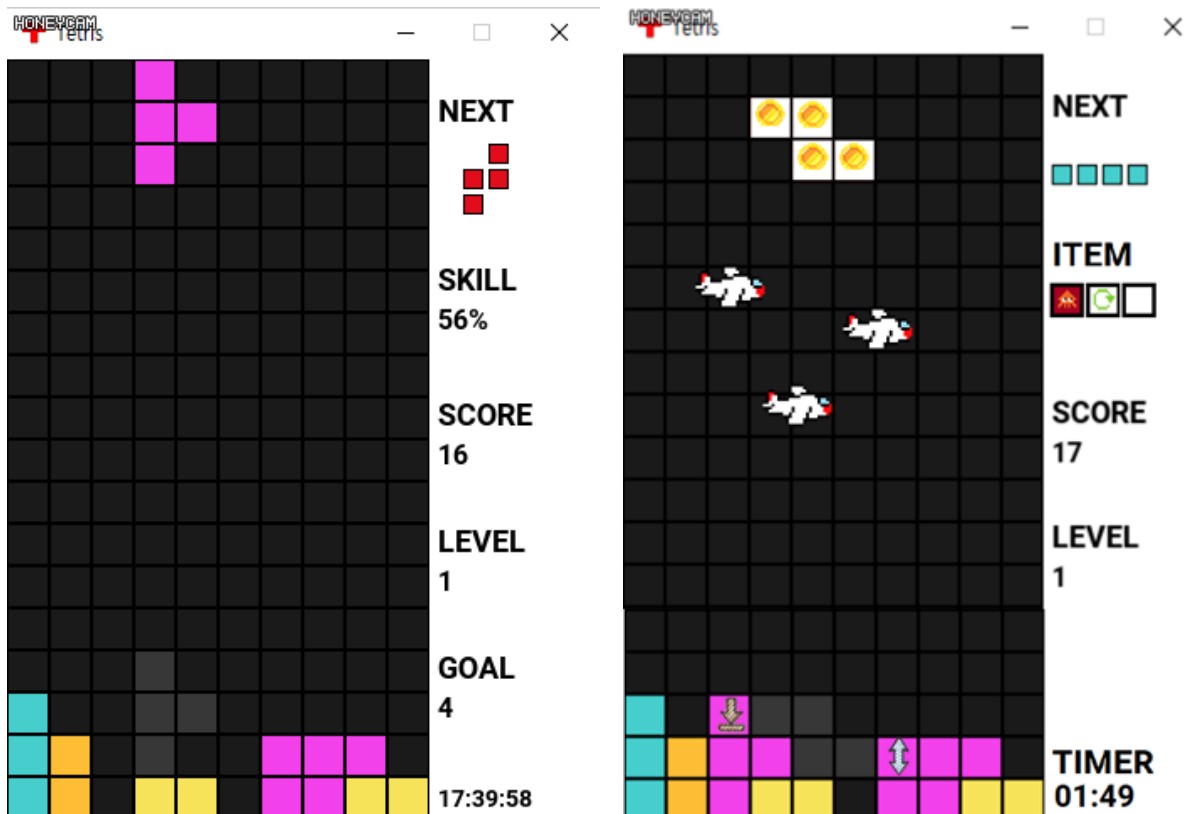 HONEYCAM
Tetris
NEXT
SKILL
56%
SCORE
16
LEVEL
1
GOAL
4
17:39:58
HONEYCAM
Tetris
NEXT
ITEM
SCORE
17
LEVEL
1
TIMER
01:49